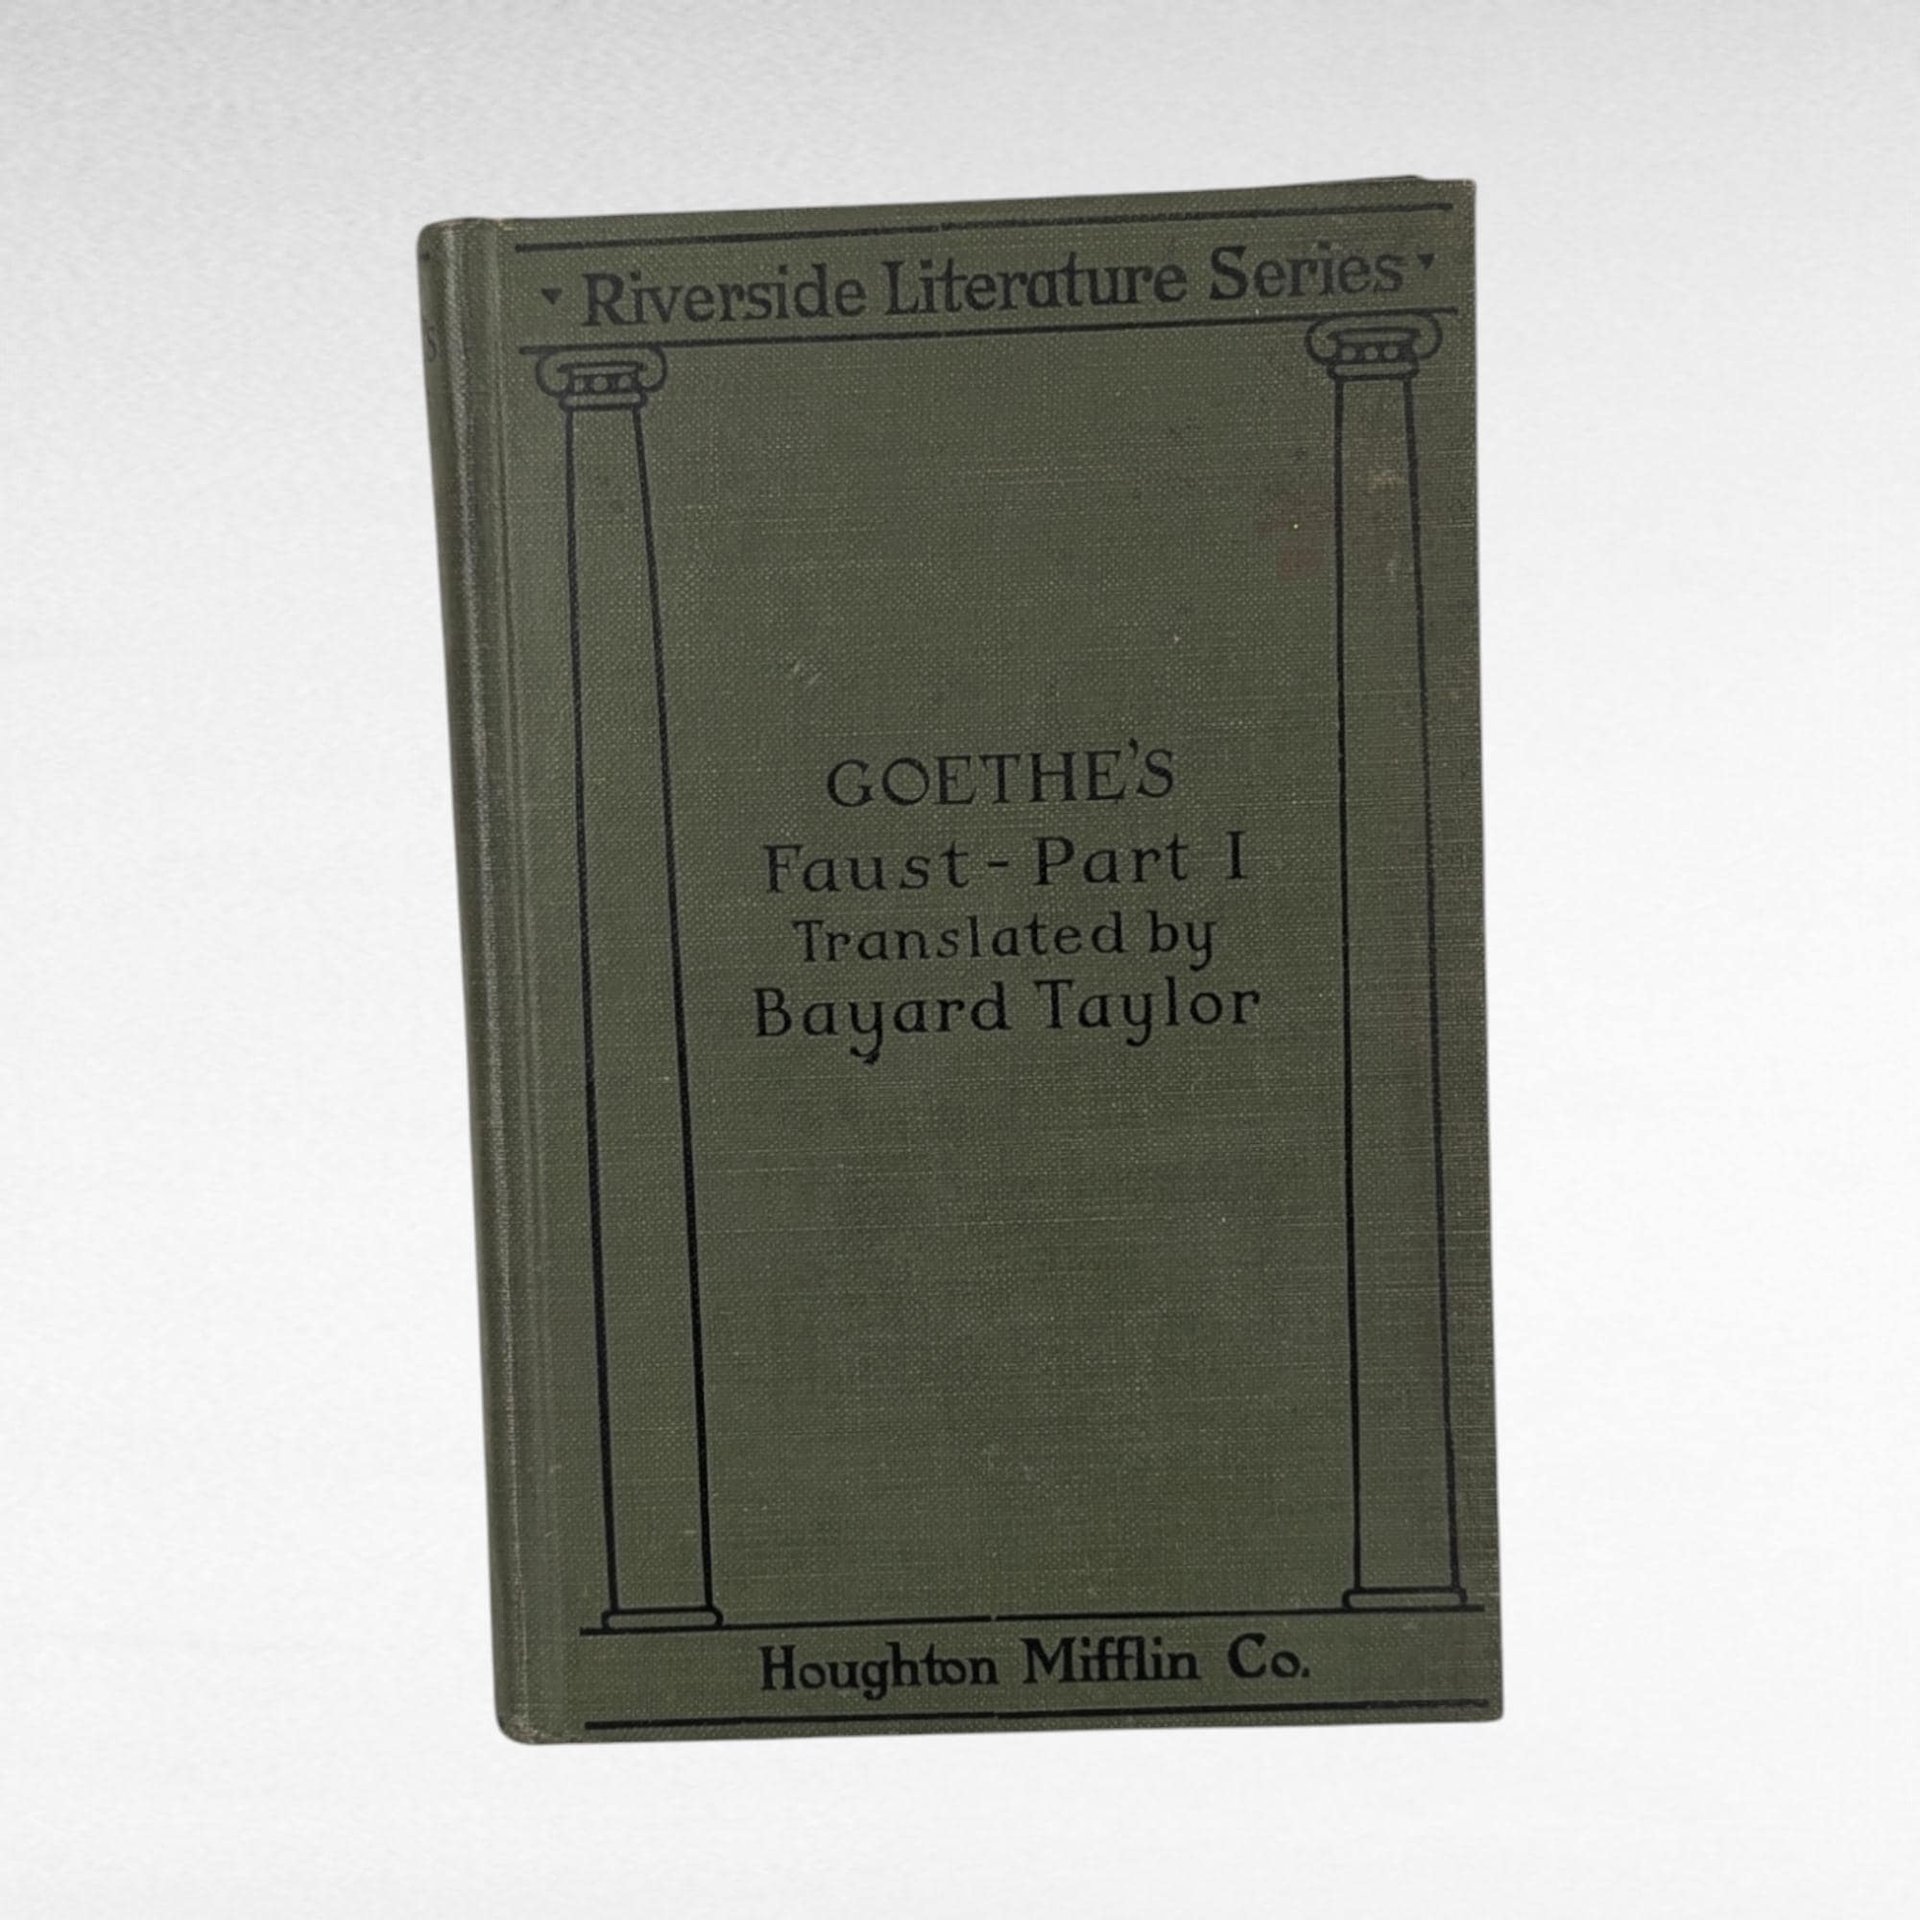 Riverside Literature Series
GOETHE'S
Faust - Part I
Translated by
Bayard Taylor
Houghton Mifflin Co.